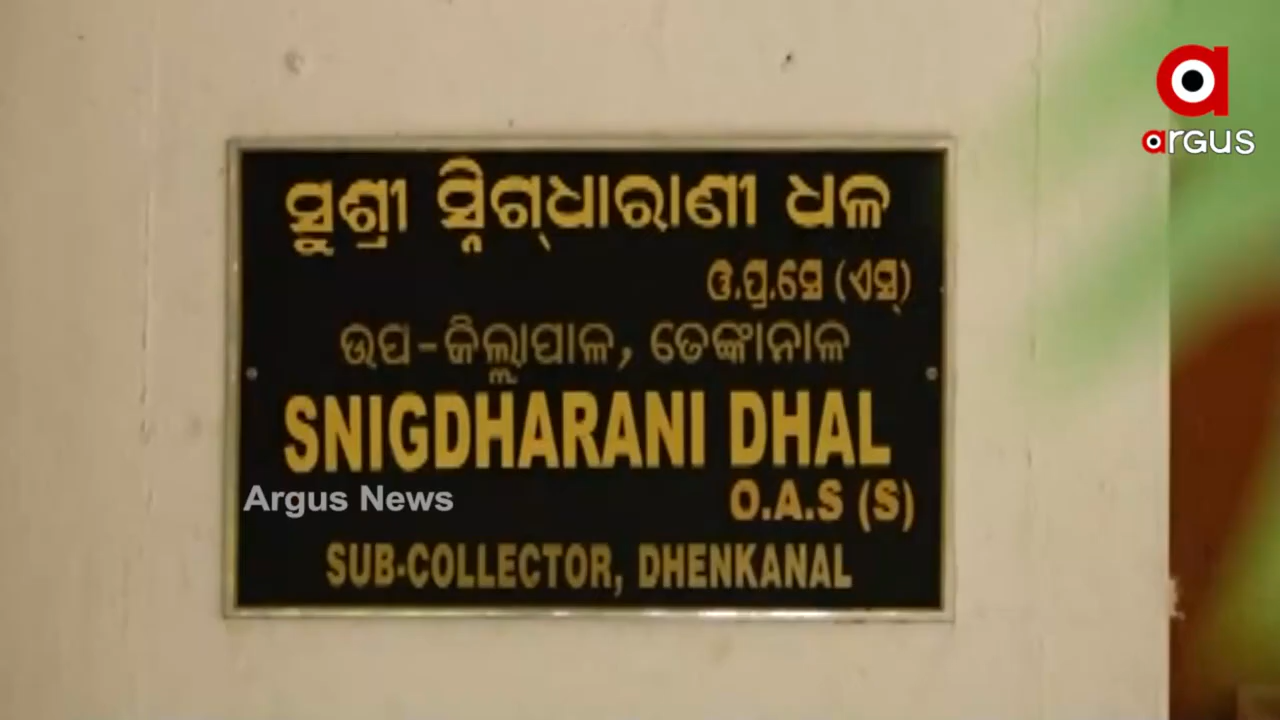 ସୁଶ୍ରୀ ସ୍ନିଗ୍ଧାରାଣୀ ଧଳ
ଓ.ପ୍ର.ସେ (ଏସ୍)
ଉପ-ଜିଲ୍ଲାପାଳ, ଢେଙ୍କାନାଳ
SNIGDHARANI DHAL
Argus News
O.A.S (S)
SUB-COLLECTOR, DHENKANAL
argus